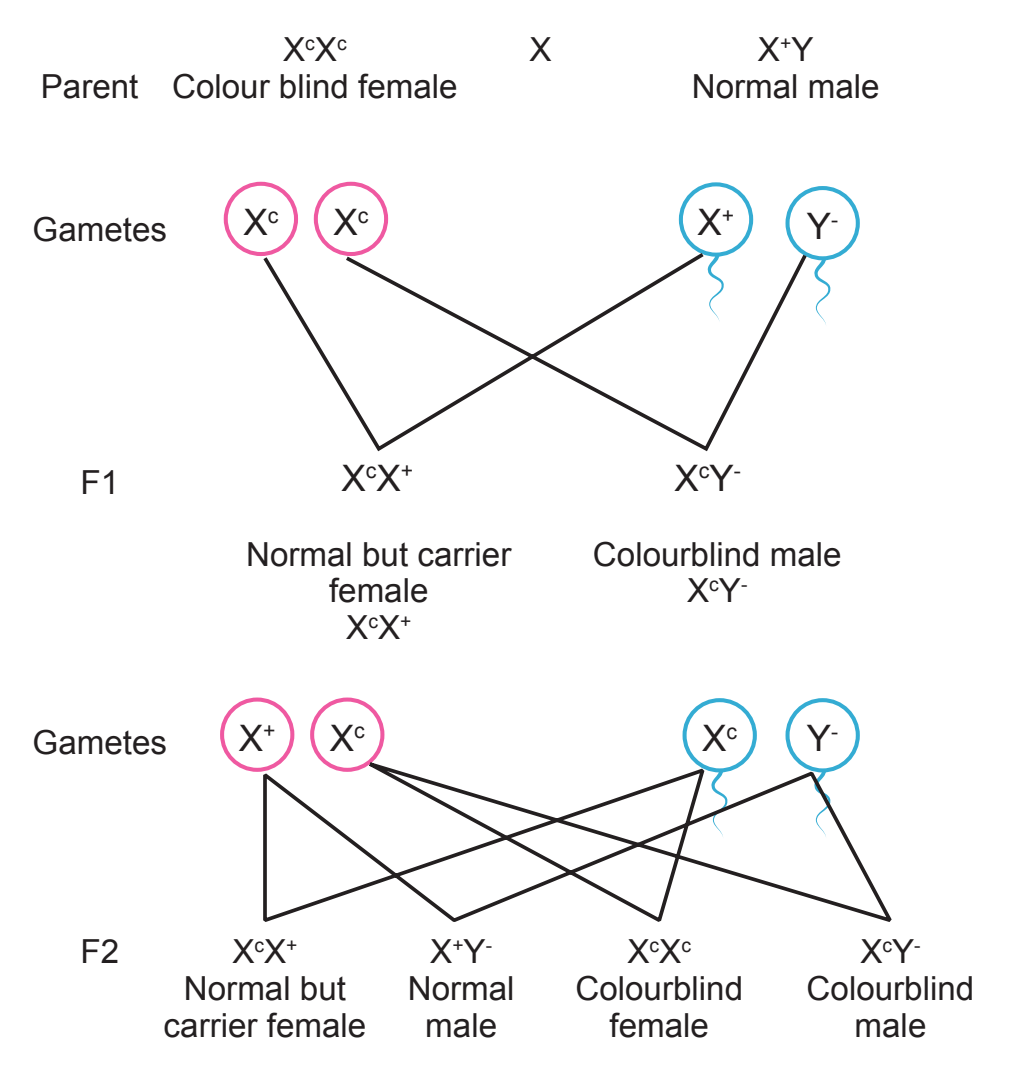 XᶜXᶜ X X⁺Y
Parent Colour blind female Normal male
Gametes Xᶜ Xᶜ X⁺ Y⁻
F1 XᶜX⁺ XᶜY⁻
Normal but carrier Colourblind male
female XᶜY⁻
XᶜX⁺
Gametes X⁺ Xᶜ Xᶜ Y⁻
F2 XᶜX⁺ X⁺Y⁻ XᶜXᶜ XᶜY⁻
Normal but Normal Colourblind Colourblind
carrier female male female male